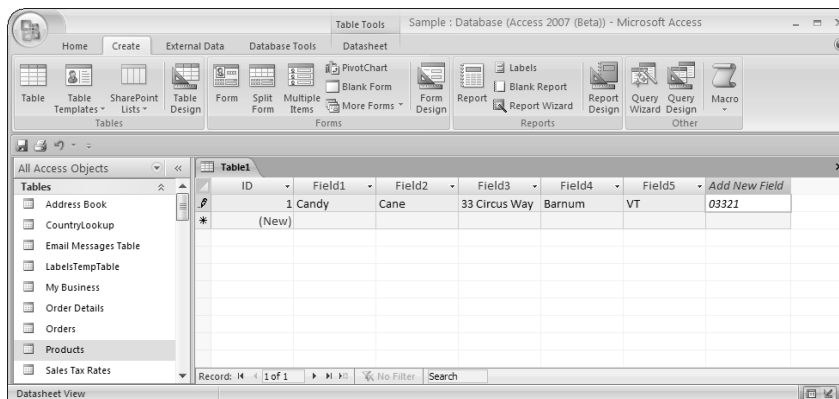 Table Tools Sample : Database (Access 2007 (Beta)) - Microsoft Access
Home Create External Data Database Tools Datasheet
Table
Table Templates
SharePoint Lists
Table Design
Tables
Form
Split Form
Multiple Items
PivotChart
Blank Form
More Forms
Form Design
Forms
Report
Labels
Blank Report
Report Wizard
Report Design
Reports
Query Wizard
Query Design
Macro
Other
All Access Objects
Tables
Address Book
CountryLookup
Email Messages Table
LabelsTempTable
My Business
Order Details
Orders
Products
Sales Tax Rates
Table1
ID Field1 Field2 Field3 Field4 Field5 Add New Field
1 Candy Cane 33 Circus Way Barnum VT 03321
* (New)
Record: 1 of 1 No Filter Search
Datasheet View